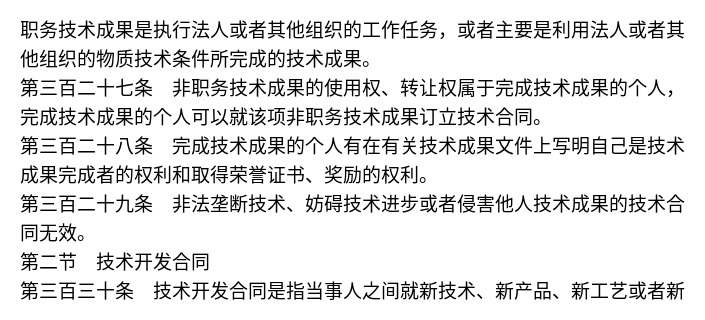 职务技术成果是执行法人或者其他组织的工作任务，或者主要是利用法人或者其
他组织的物质技术条件所完成的技术成果。
第三百二十七条　非职务技术成果的使用权、转让权属于完成技术成果的个人，
完成技术成果的个人可以就该项非职务技术成果订立技术合同。
第三百二十八条　完成技术成果的个人有在有关技术成果文件上写明自己是技术
成果完成者的权利和取得荣誉证书、奖励的权利。
第三百二十九条　非法垄断技术、妨碍技术进步或者侵害他人技术成果的技术合
同无效。
第二节　技术开发合同
第三百三十条　技术开发合同是指当事人之间就新技术、新产品、新工艺或者新